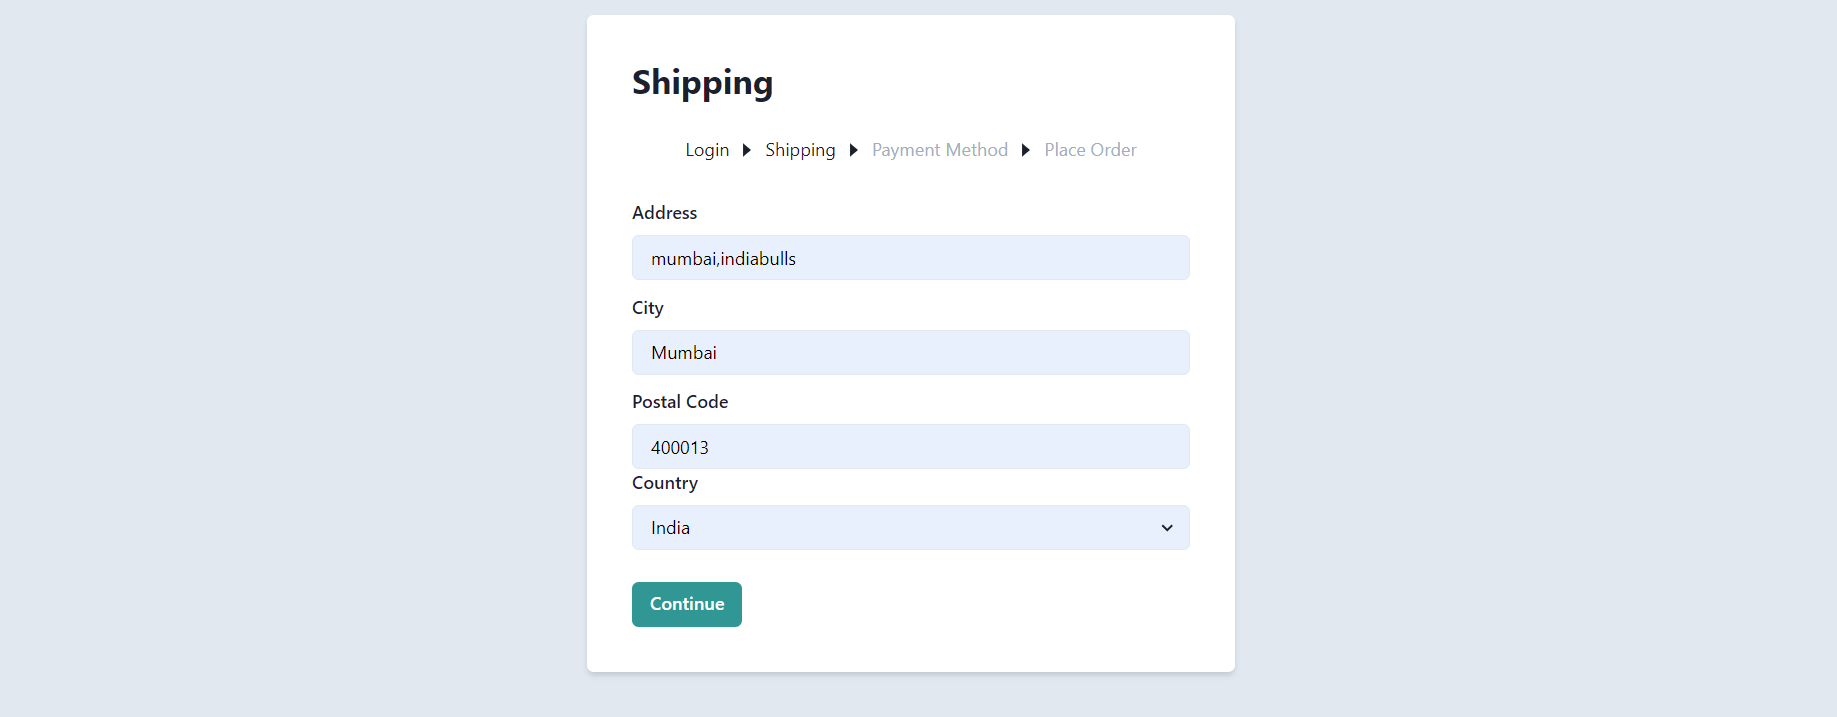 Shipping
Login Shipping Payment Method Place Order
Address
mumbai,indiabulls
City
Mumbai
Postal Code
400013
Country
India
Continue